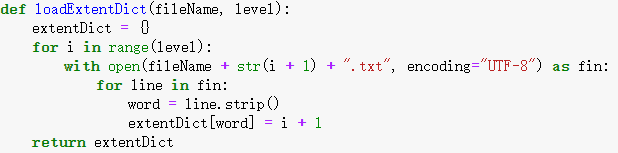 def loadExtentDict(fileName, level):
    extentDict = {}
    for i in range(level):
        with open(fileName + str(i + 1) + ".txt", encoding="UTF-8") as fin:
            for line in fin:
                word = line.strip()
                extentDict[word] = i + 1
    return extentDict